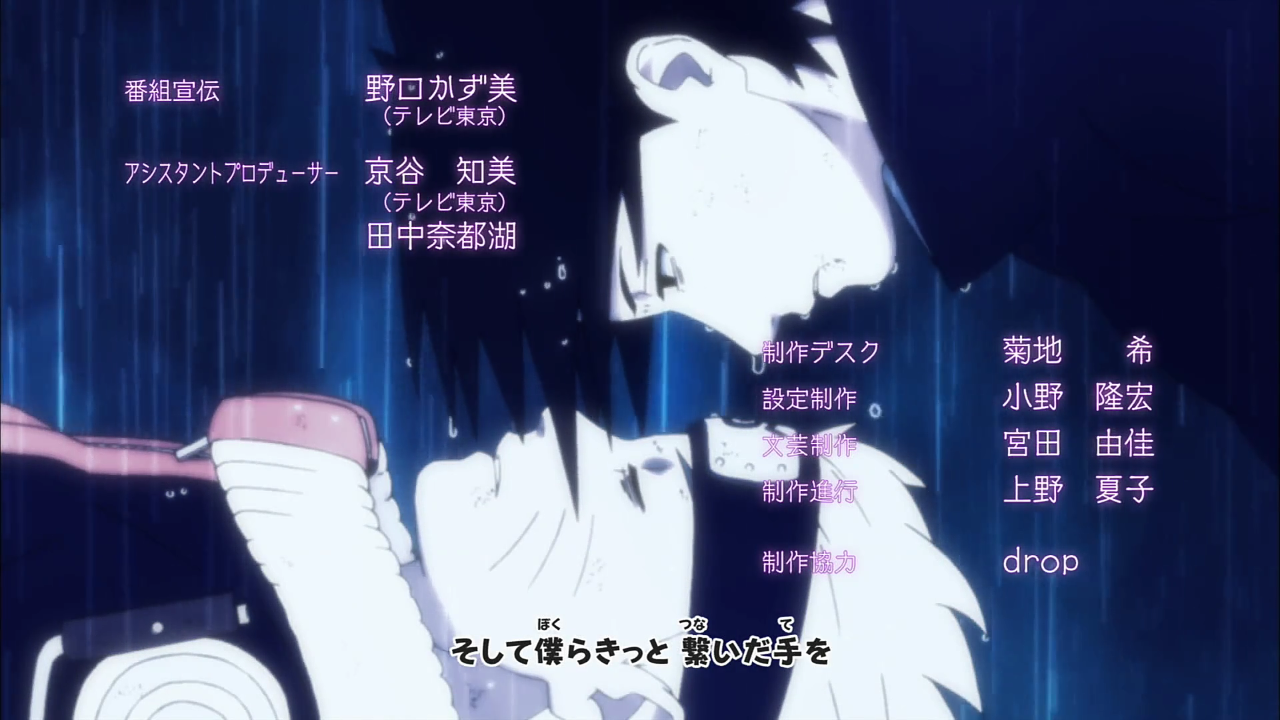 番組宣伝 野口かず美
(テレビ東京)
アシスタントプロデューサー 京谷 知美
(テレビ東京)
田中奈都湖
制作デスク 菊地 希
設定制作 小野 隆宏
文芸制作 宮田 由佳
制作進行 上野 夏子
制作協力 drop
ぼく つな て
そして僕らきっと 繋いだ手を